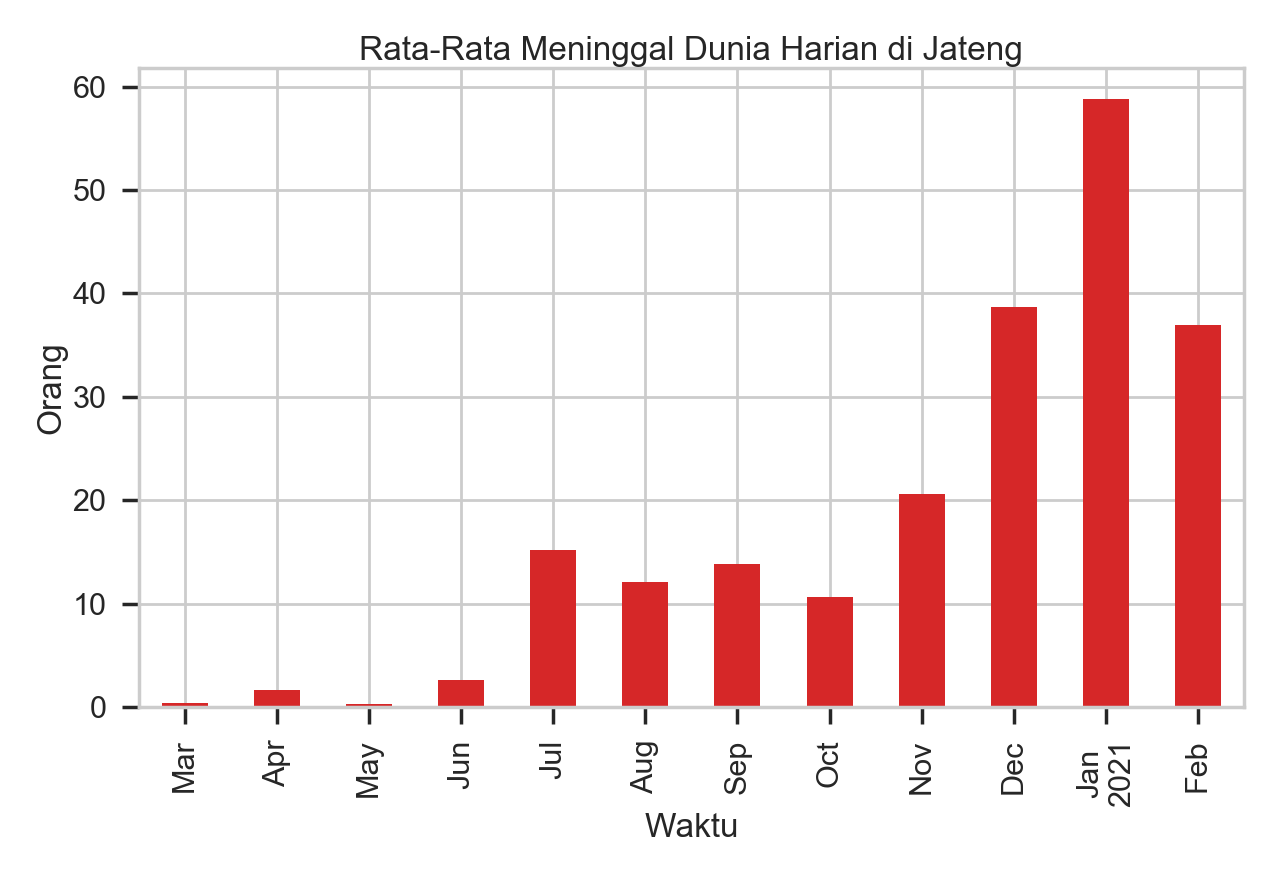 Rata-Rata Meninggal Dunia Harian di Jateng
60
50
40
30
20
10
0
Orang
Mar
Apr
May
Jun
Jul
Aug
Sep
Oct
Nov
Dec
Jan
2021
Feb
Waktu